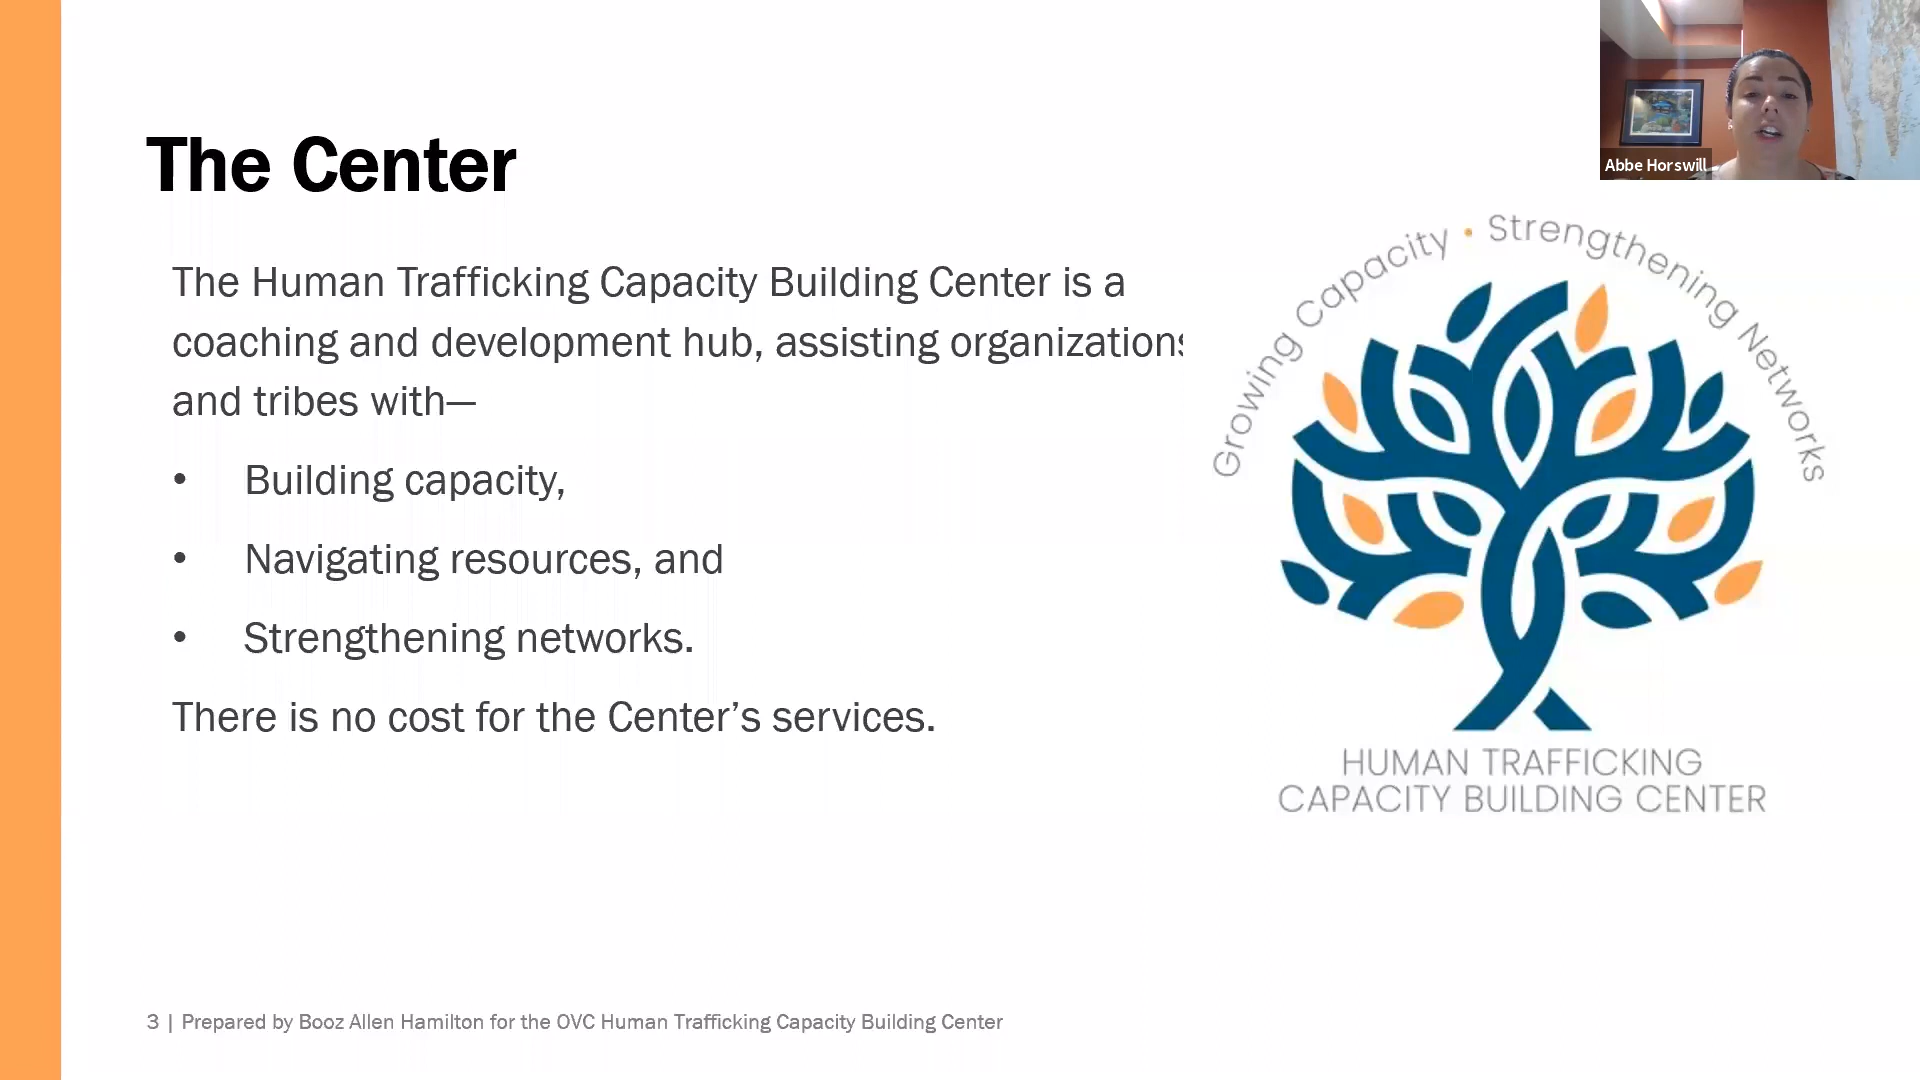 The Center
The Human Trafficking Capacity Building Center is a
coaching and development hub, assisting organizations
and tribes with—
• Building capacity,
• Navigating resources, and
• Strengthening networks.
There is no cost for the Center’s services.
3 | Prepared by Booz Allen Hamilton for the OVC Human Trafficking Capacity Building Center
Abbe Horswill
Growing Capacity • Strengthening Networks
HUMAN TRAFFICKING
CAPACITY BUILDING CENTER